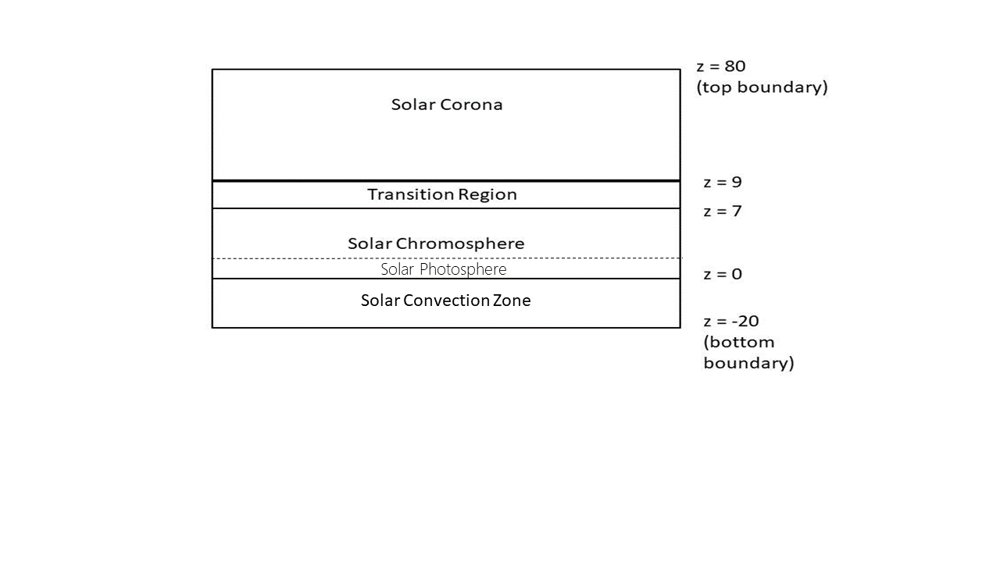 z = 80
(top boundary)
Solar Corona
z = 9
Transition Region
z = 7
Solar Chromosphere
Solar Photosphere
z = 0
Solar Convection Zone
z = -20
(bottom
boundary)